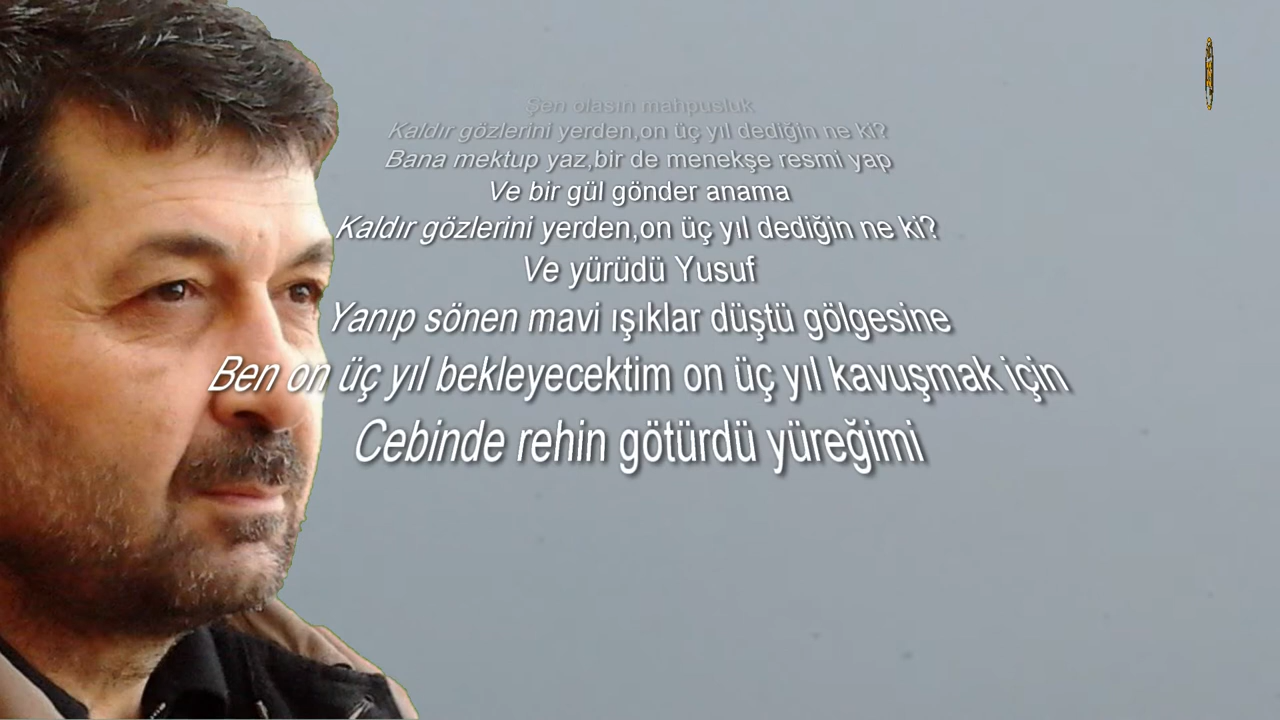 Şen olasın mahpusluk
Kaldır gözlerini yerden,on üç yıl dediğin ne ki?
Bana mektup yaz,bir de menekşe resmi yap
Ve bir gül gönder anama
Kaldır gözlerini yerden,on üç yıl dediğin ne ki?
Ve yürüdü Yusuf
Yanıp sönen mavi ışıklar düştü gölgesine
Ben on üç yıl bekleyecektim on üç yıl kavuşmak için
Cebinde rehin götürdü yüreğimi